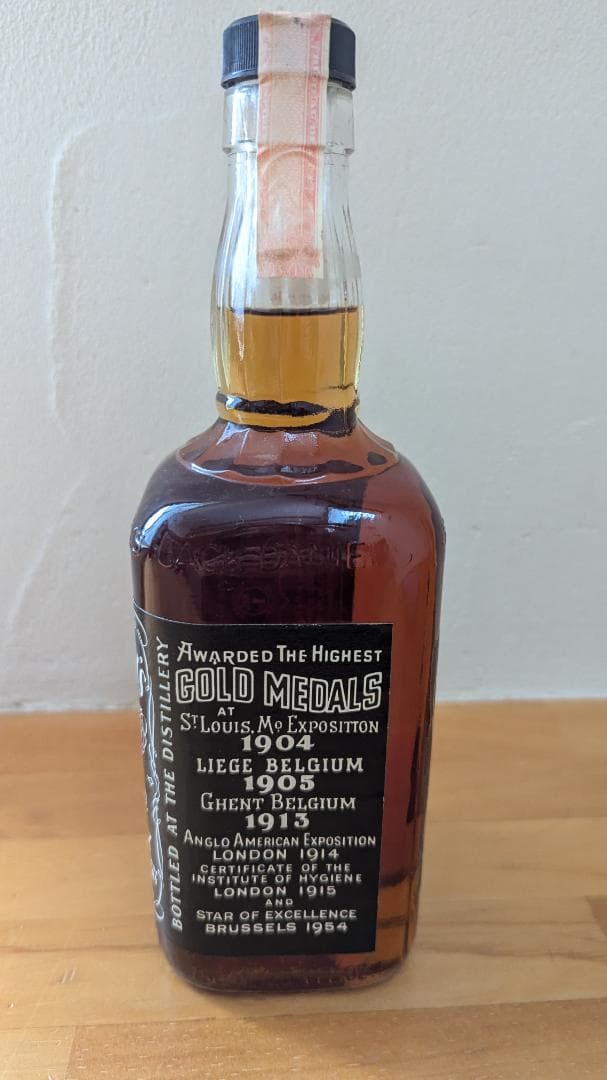 BOTTLED AT THE DISTILLERY
AWARDED THE HIGHEST
GOLD MEDALS
AT
ST. LOUIS, MO EXPOSITION
1904
LIEGE BELGIUM
1905
GHENT BELGIUM
1913
ANGLO AMERICAN EXPOSITION
LONDON 1914
CERTIFICATE OF THE
INSTITUTE OF HYGIENE
LONDON 1915
AND
STAR OF EXCELLENCE
BRUSSELS 1954